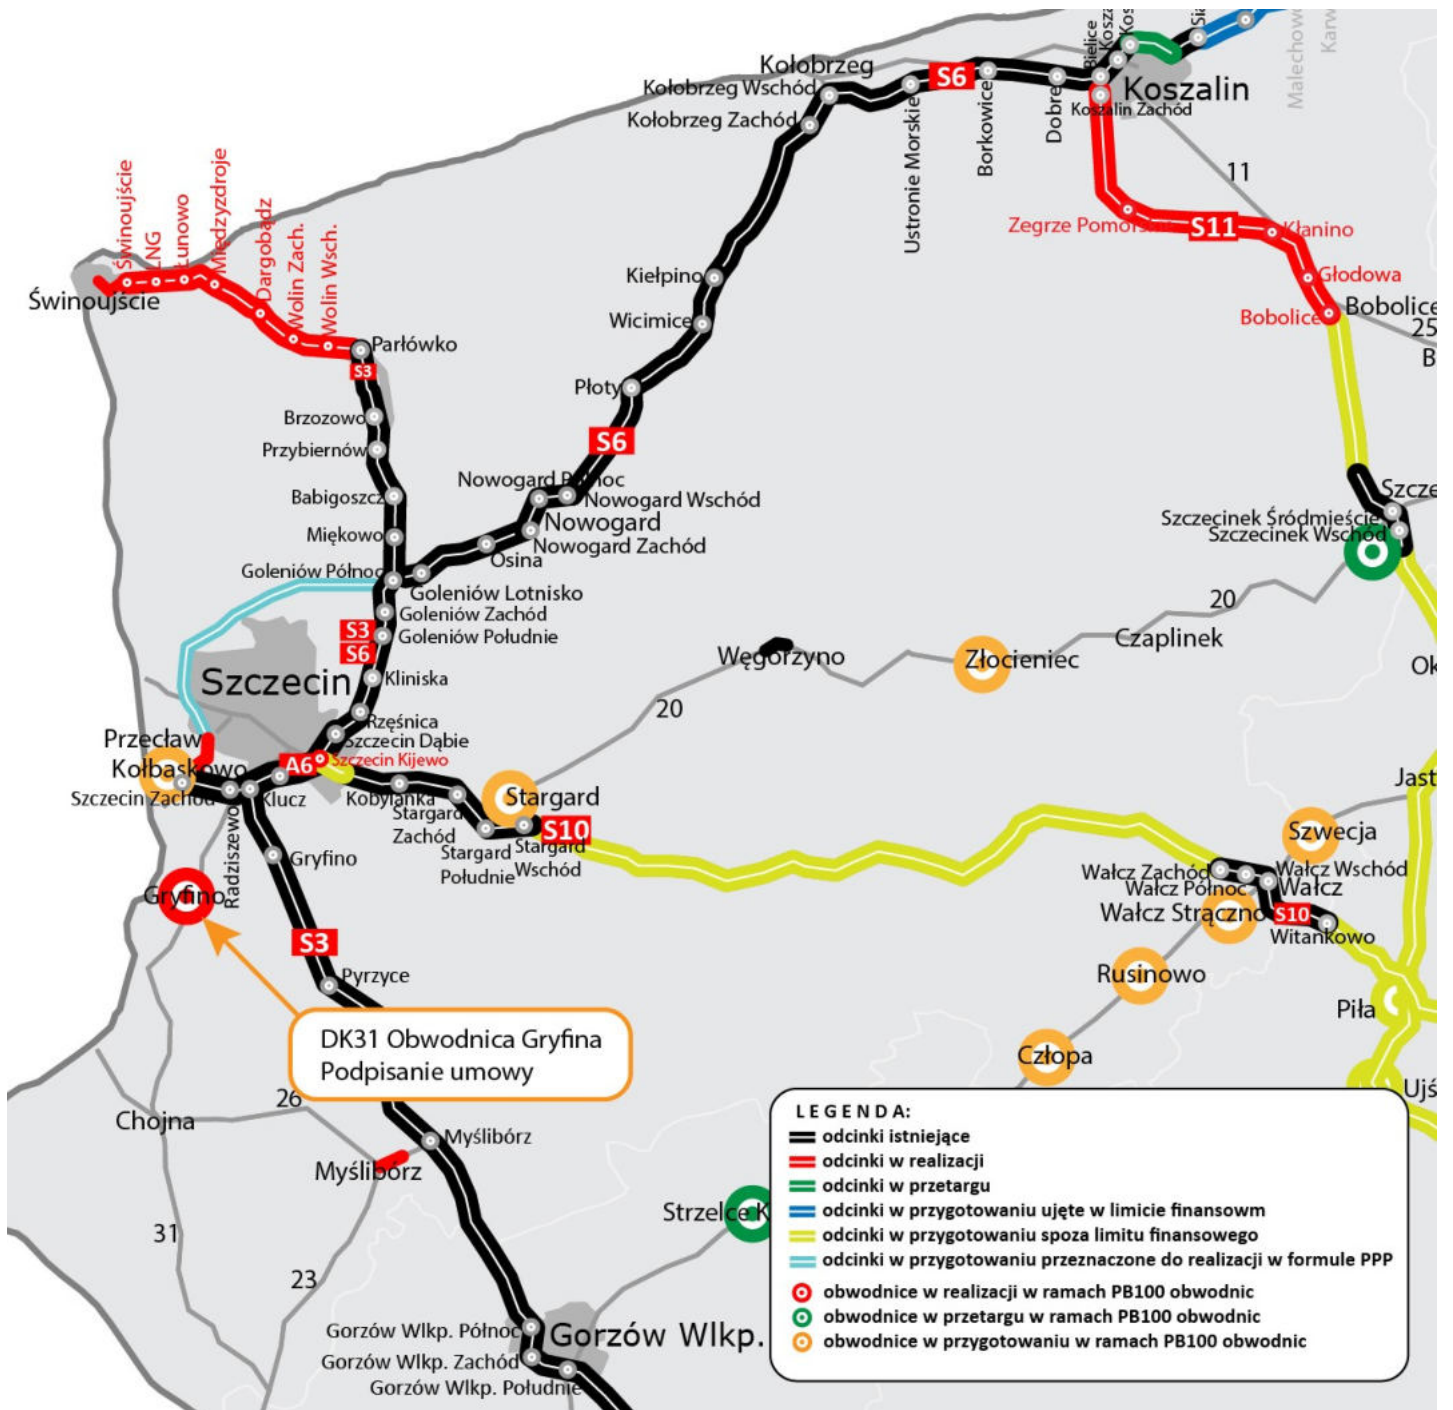 Kołobrzeg
Kołobrzeg Wschód
Kołobrzeg Zachód
S6
Ustronie Morskie
Borkowice
Dobre
Bielice
Koszalin
Koszalin Zachód
Malechowo
11
Zegrze Pomorskie
S11
Kłanino
Głodowa
Bobolice
Bobolice
25
Świnoujście
LNG
Łunowo
Międzyzdroje
Dargobądz
Wolin Zach.
Wolin Wsch.
Świnoujście
Parłówko
S3
Brzozowo
Przybiernów
Babigoszcz
Miękowo
Goleniów Północ
Kiełpino
Wicimice
Płoty
S6
Nowogard Północ
Nowogard Wschód
Nowogard
Nowogard Zachód
Osina
Goleniów Lotnisko
Goleniów Zachód
Goleniów Południe
S3
S6
Kliniska
Szczecin
Rzęśnica
Szczecin Dąbie
Szczecin Kijewo
A6
Przecław
Kołbaskowo
Szczecin Zachód
Klucz
Radziszewo
Kobylanka
Stargard
Zachód
Stargard
Południe
Stargard
Stargard
Wschód
S10
20
Węgorzyno
Złocieniec
Czaplinek
20
Szczecinek Śródmieście
Szczecinek Wschód
Szwecja
Wałcz Zachód
Wałcz Północ
Wałcz Wschód
Wałcz
Wałcz Strączno
S10
Witankowo
Rusinowo
Piła
Człopa
Gryfino
Gryfino
S3
Pyrzyce
DK31 Obwodnica Gryfina
Podpisanie umowy
26
Chojna
Myślibórz
Myślibórz
31
23
Gorzów Wlkp. Północ
Gorzów Wlkp.
Gorzów Wlkp. Zachód
Gorzów Wlkp. Południe
LEGENDA:
odcinki istniejące
odcinki w realizacji
odcinki w przetargu
odcinki w przygotowaniu ujęte w limicie finansowm
odcinki w przygotowaniu spoza limitu finansowego
odcinki w przygotowaniu przeznaczone do realizacji w formule PPP
obwodnice w realizacji w ramach PB100 obwodnic
obwodnice w przetargu w ramach PB100 obwodnic
obwodnice w przygotowaniu w ramach PB100 obwodnic